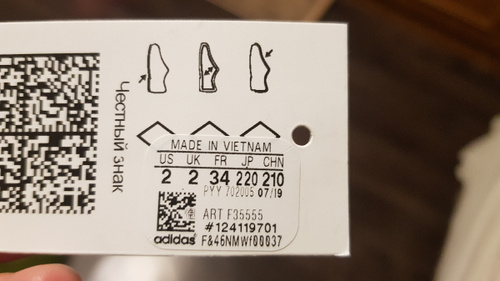 Честный знак
MADE IN VIETNAM
US UK FR JP CHN
2 2 34 220 210
PYY 702005 07/19
ART F35555
#124119701
adidas F&46NMWf00037